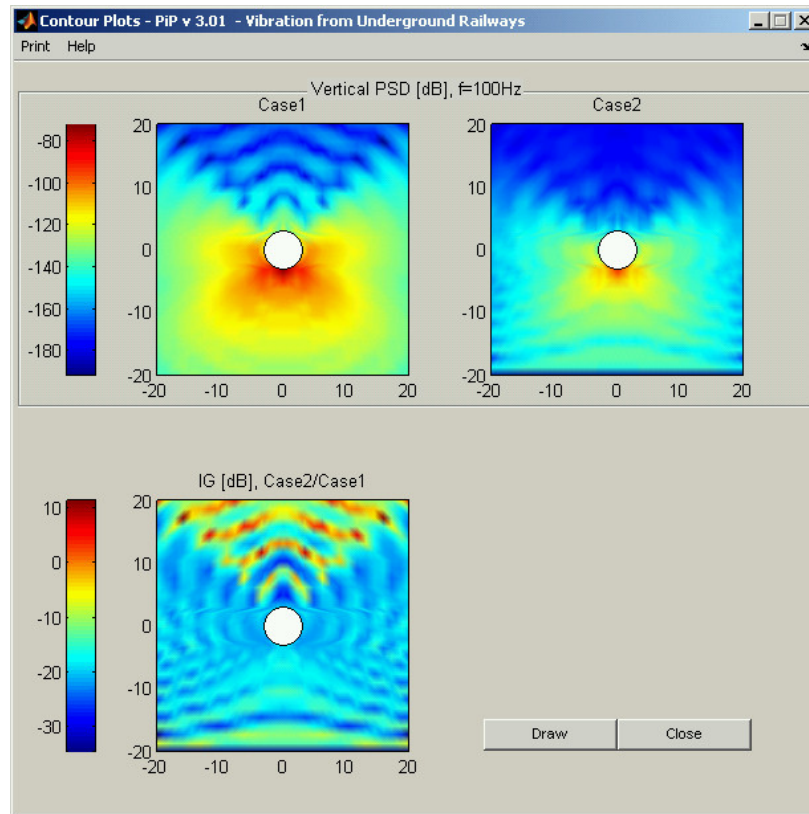 Contour Plots - PiP v 3.01 - Vibration from Underground Railways
Print Help
Vertical PSD [dB], f=100Hz
Case1
Case2
-80
-100
-120
-140
-160
-180
20
10
0
-10
-20
-20 -10 0 10 20
20
10
0
-10
-20
-20 -10 0 10 20
IG [dB], Case2/Case1
10
0
-10
-20
-30
20
10
0
-10
-20
-20 -10 0 10 20
Draw
Close